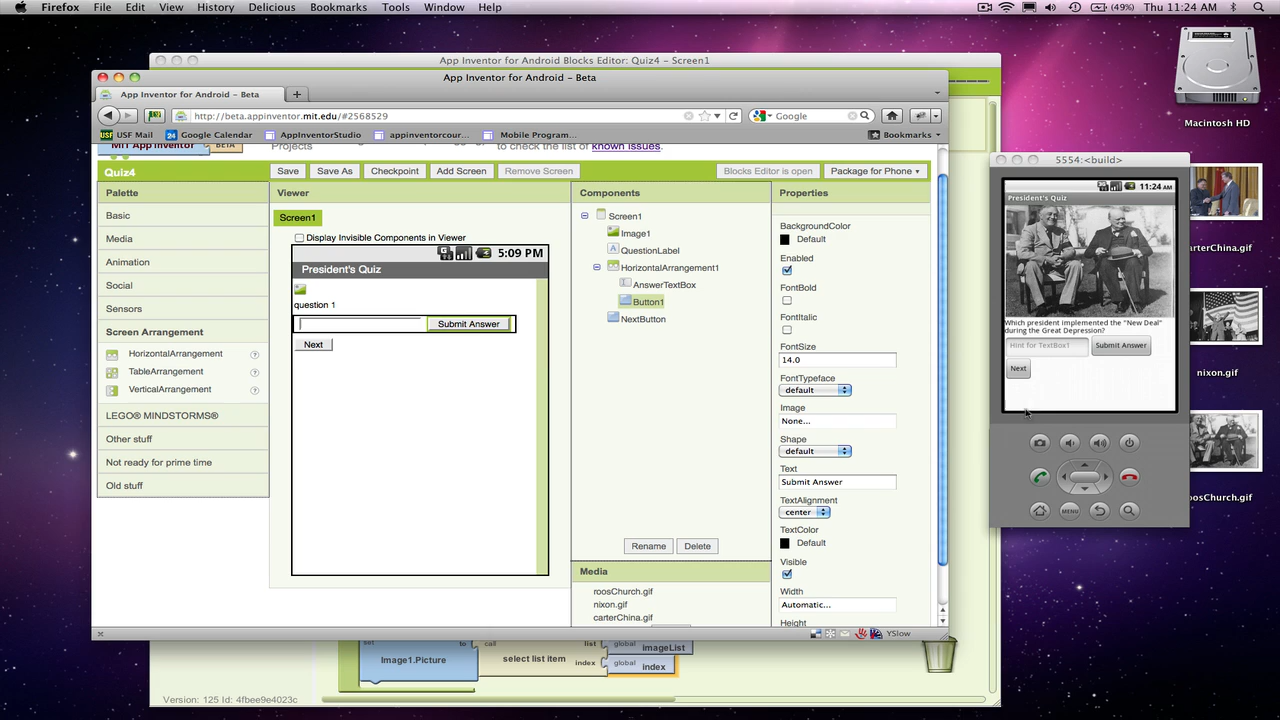 Firefox File Edit View History Delicious Bookmarks Tools Window Help
(49%) Thu 11:24 AM
App Inventor for Android Blocks Editor: Quiz4 - Screen1
App Inventor for Android – Beta
App Inventor for Android – Beta
http://beta.appinventor.mit.edu/#2568529
Google
USF Mail
24 Google Calendar
AppInventorStudio
appinventorcour...
Mobile Program...
Bookmarks
MIT App Inventor BETA
Projects
to check the list of known issues.
Quiz4
Save
Save As
Checkpoint
Add Screen
Remove Screen
Blocks Editor is open
Package for Phone
Palette
Basic
Media
Animation
Social
Sensors
Screen Arrangement
HorizontalArrangement
TableArrangement
VerticalArrangement
LEGO® MINDSTORMS®
Other stuff
Not ready for prime time
Old stuff
Viewer
Screen1
Display Invisible Components in Viewer
5:09 PM
President's Quiz
question 1
Submit Answer
Next
Components
Screen1
Image1
QuestionLabel
HorizontalArrangement1
AnswerTextBox
Button1
NextButton
Rename
Delete
Media
roosChurch.gif
nixon.gif
carterChina.gif
Properties
BackgroundColor
Default
Enabled
FontBold
FontItalic
FontSize
14.0
FontTypeface
default
Image
None...
Shape
default
Text
Submit Answer
TextAlignment
center
TextColor
Default
Visible
Width
Automatic...
Height
YSlow
set
Image1.Picture
to
call
select list item
list
index
global
imageList
global
index
Version: 125 Id: 4fbee9e4023c
5554:<build>
11:24 AM
President's Quiz
Which president implemented the "New Deal"
during the Great Depression?
Hint for TextBox1
Submit Answer
Next
MENU
Macintosh HD
arterChina.gif
nixon.gif
oosChurch.gif